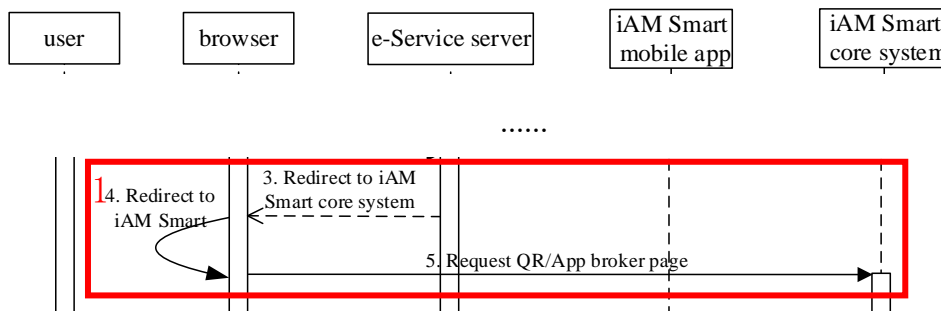 user
browser
e-Service server
iAM Smart
mobile app
iAM Smart
core system
......
1
3. Redirect to iAM
Smart core system
4. Redirect to
iAM Smart
5. Request QR/App broker page